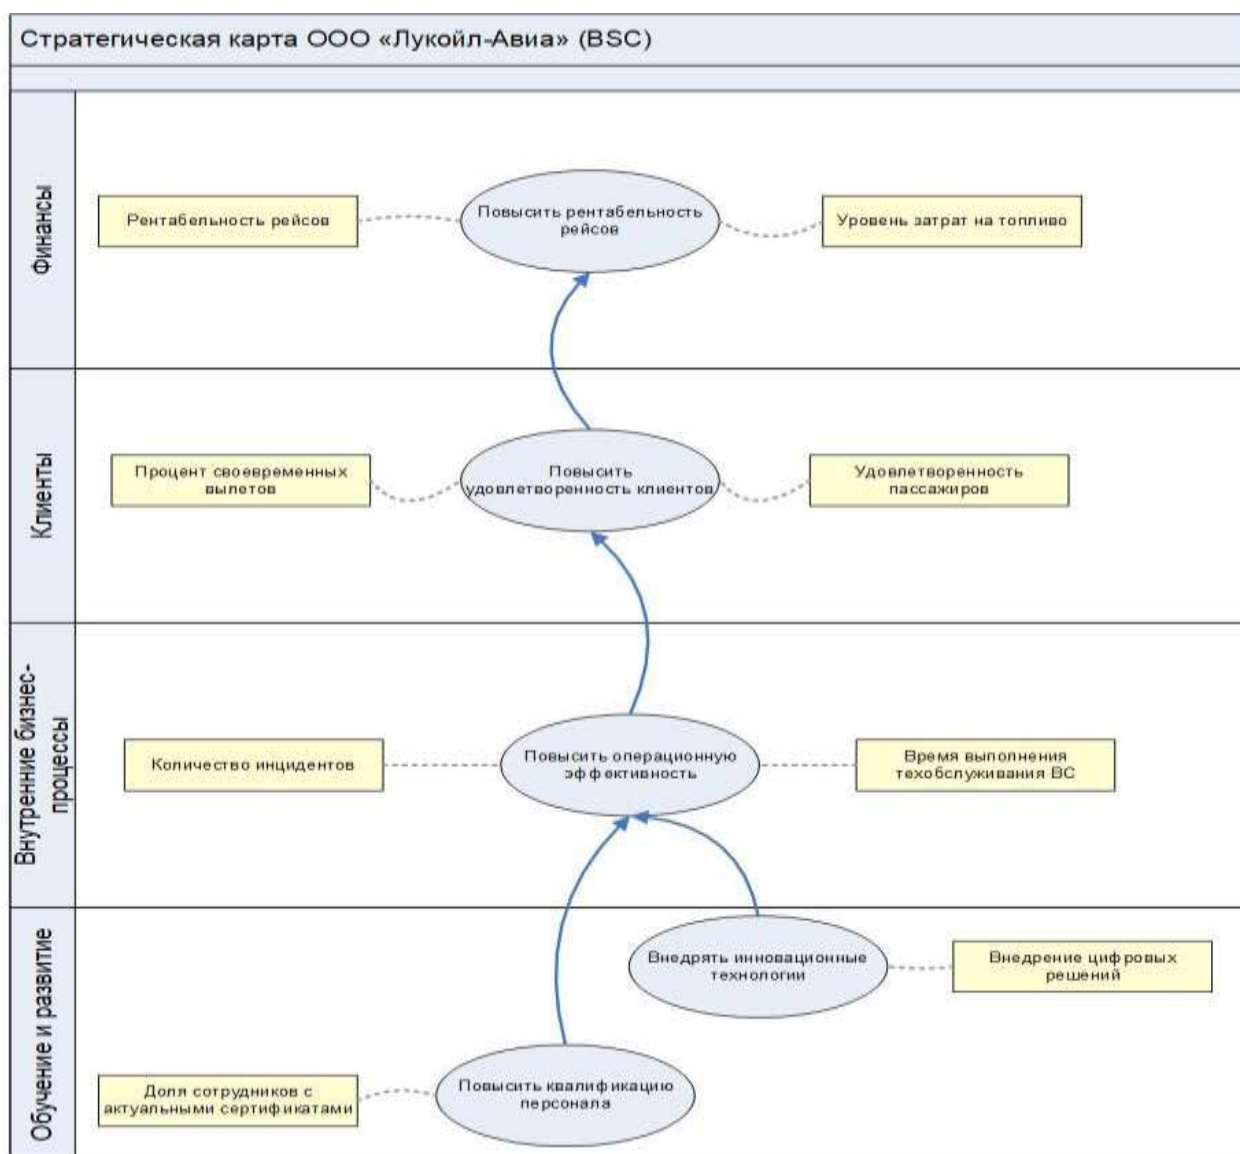 Стратегическая карта ООО «Лукойл-Авиа» (BSC)
Финансы
Рентабельность рейсов
Повысить рентабельность
рейсов
Уровень затрат на топливо
Клиенты
Процент своевременных
вылетов
Повысить
удовлетворенность клиентов
Удовлетворенность
пассажиров
Внутренние бизнес-
процессы
Количество инцидентов
Повысить операционную
эффективность
Время выполнения
техобслуживания ВС
Обучение и развитие
Внедрять инновационные
технологии
Внедрение цифровых
решений
Доля сотрудников с
актуальными сертификатами
Повысить квалификацию
персонала